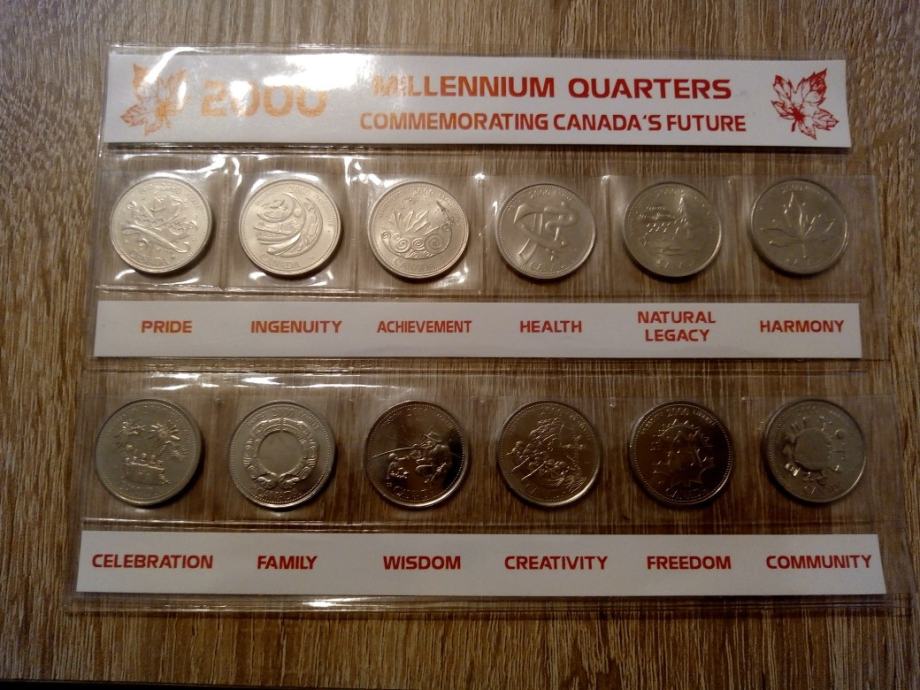 2000 MILLENNIUM QUARTERS
COMMEMORATING CANADA'S FUTURE
PRIDE INGENUITY ACHIEVEMENT HEALTH NATURAL LEGACY HARMONY
CELEBRATION FAMILY WISDOM CREATIVITY FREEDOM COMMUNITY